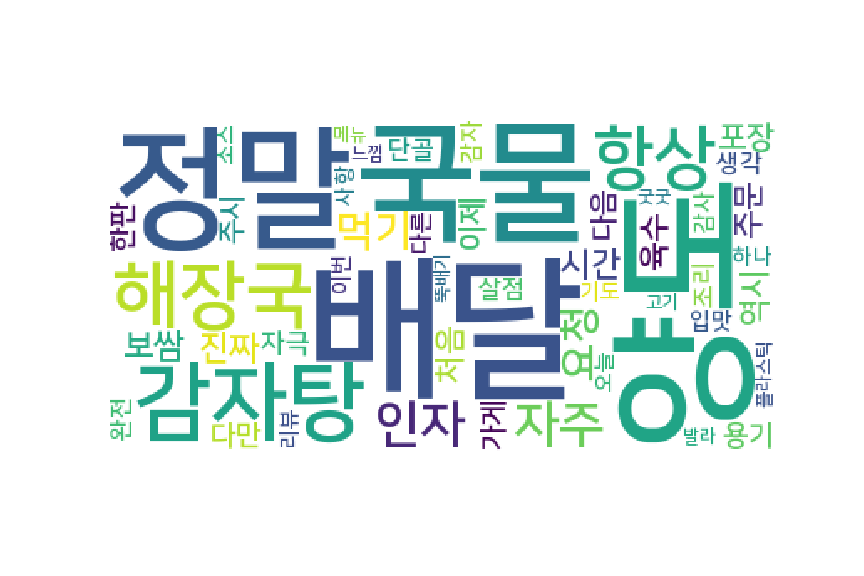 정말
국물
항상
포장
소스
메뉴
느낌
단골
감자
생각
사항
굿굿
감사
주문
한판
주시
먹기
다른
이제
다음
육수
양도
하나
해장국
이번
배달
뚝배기
살점
시간
기도
고기
조리
역시
입맛
보쌈
진짜
자극
처음
요청
오늘
플라스틱
감자탕
완전
다만
리뷰
인자
가게
자주
발라
용기